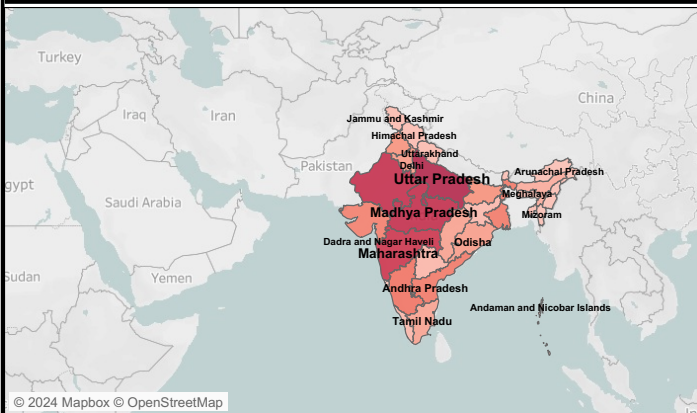 Turkey
China
Iraq
Iran
Jammu and Kashmir
Himachal Pradesh
Uttarakhand
Delhi
Pakistan
Arunachal Pradesh
Uttar Pradesh
egypt
Meghalaya
Saudi Arabia
Madhya Pradesh
Mizoram
Dadra and Nagar Haveli
Odisha
Maharashtra
Sudan
Yemen
Andhra Pradesh
Andaman and Nicobar Islands
Tamil Nadu
© 2024 Mapbox © OpenStreetMap